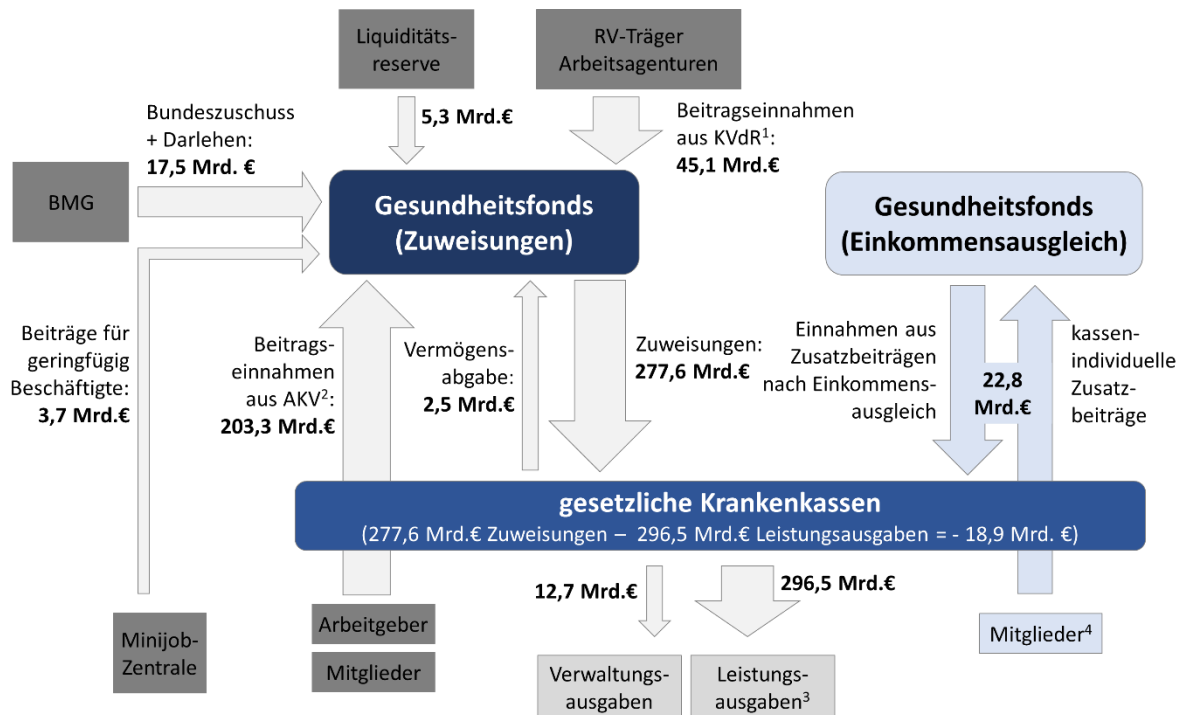 Liquiditäts-
reserve
RV-Träger
Arbeitsagenturen
Bundeszuschuss
+ Darlehen:
17,5 Mrd. €
5,3 Mrd.€
Beitragseinnahmen
aus KVdR¹:
45,1 Mrd.€
BMG
Gesundheitsfonds
(Zuweisungen)
Gesundheitsfonds
(Einkommensausgleich)
Beiträge für
geringfügig
Beschäftigte:
3,7 Mrd.€
Beitrags-
einnahmen
aus AKV²:
203,3 Mrd.€
Vermögens-
abgabe:
2,5 Mrd.€
Zuweisungen:
277,6 Mrd.€
Einnahmen aus
Zusatzbeiträgen
nach Einkommens-
ausgleich
22,8
Mrd.€
kassen-
individuelle
Zusatz-
beiträge
gesetzliche Krankenkassen
(277,6 Mrd.€ Zuweisungen – 296,5 Mrd.€ Leistungsausgaben = - 18,9 Mrd. €)
12,7 Mrd.€
296,5 Mrd.€
Minijob-
Zentrale
Arbeitgeber
Mitglieder
Verwaltungs-
ausgaben
Leistungs-
ausgaben³
Mitglieder⁴